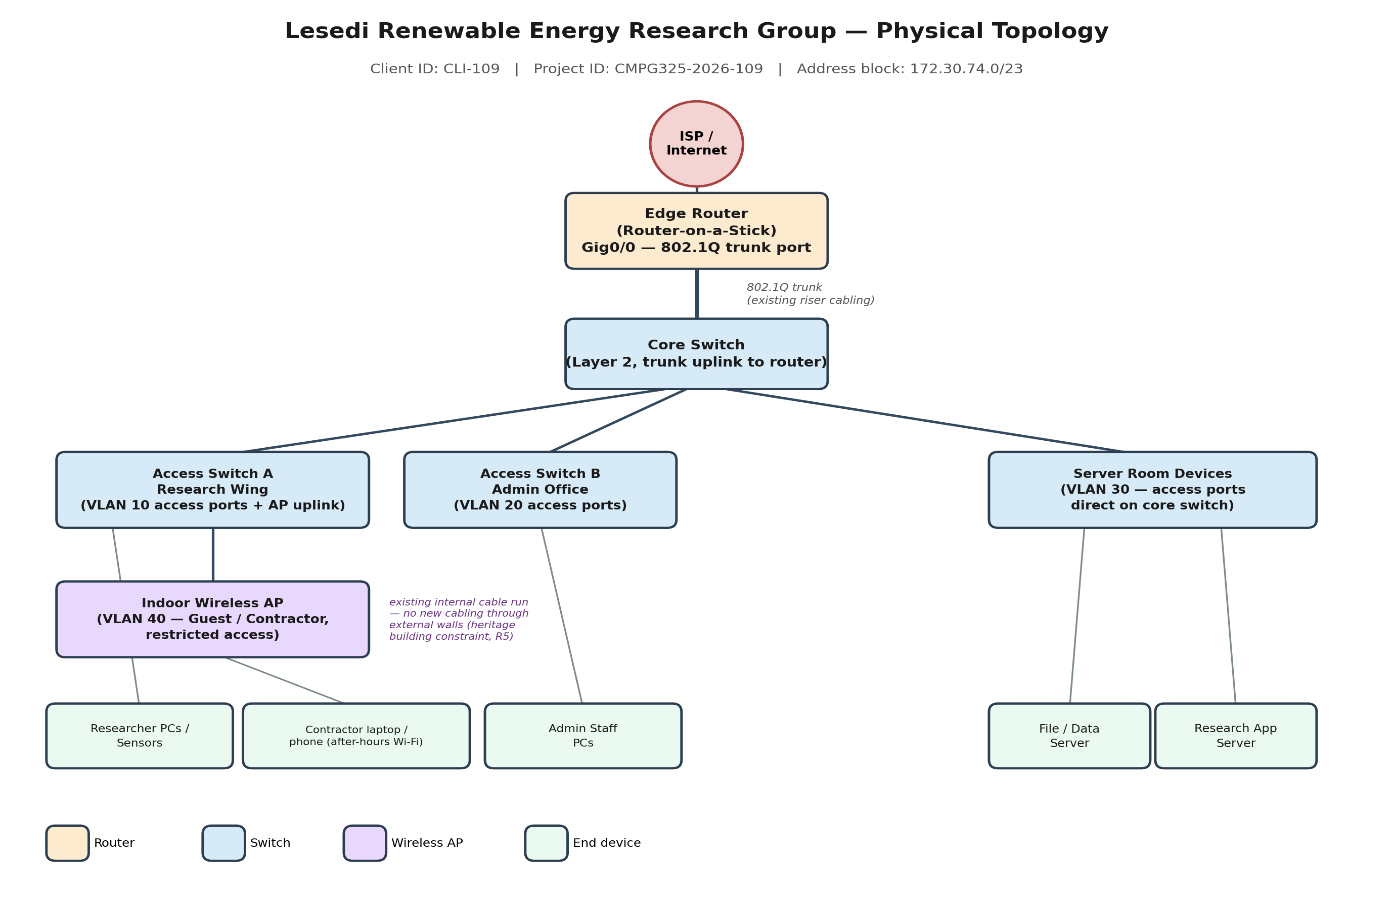 Lesedi Renewable Energy Research Group — Physical Topology
Client ID: CLI-109   |   Project ID: CMPG325-2026-109   |   Address block: 172.30.74.0/23
ISP /
Internet
Edge Router
(Router-on-a-Stick)
Gig0/0 — 802.1Q trunk port
802.1Q trunk
(existing riser cabling)
Core Switch
(Layer 2, trunk uplink to router)
Access Switch A
Research Wing
(VLAN 10 access ports + AP uplink)
Access Switch B
Admin Office
(VLAN 20 access ports)
Server Room Devices
(VLAN 30 — access ports
direct on core switch)
Indoor Wireless AP
(VLAN 40 — Guest / Contractor,
restricted access)
existing internal cable run
— no new cabling through
external walls (heritage
building constraint, R5)
Researcher PCs /
Sensors
Contractor laptop /
phone (after-hours Wi-Fi)
Admin Staff
PCs
File / Data
Server
Research App
Server
Router
Switch
Wireless AP
End device